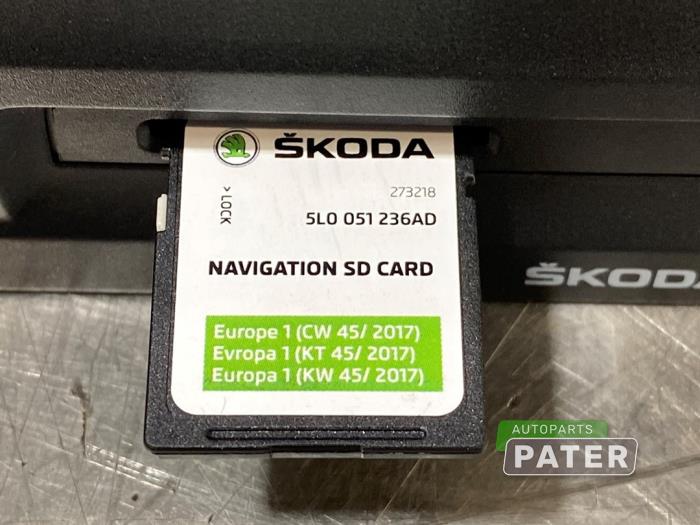 ŠKODA
273218
> LOCK
5L0 051 236AD
NAVIGATION SD CARD
Europe 1 (CW 45/ 2017)
Evropa 1 (KT 45/ 2017)
Europa 1 (KW 45/ 2017)
ŠKODA
AUTOPARTS
PATER